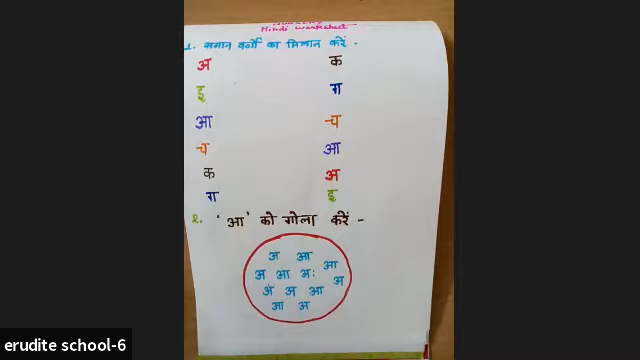 Hindi Worksheet
1. समान वर्णों का मिलान करें -
अ क
इ ग
आ च
च आ
क अ
ग इ
2. 'आ' को गोला करें -
अ आ
अ आ अः आ
अं अ आ अ
आ अ
erudite school-6